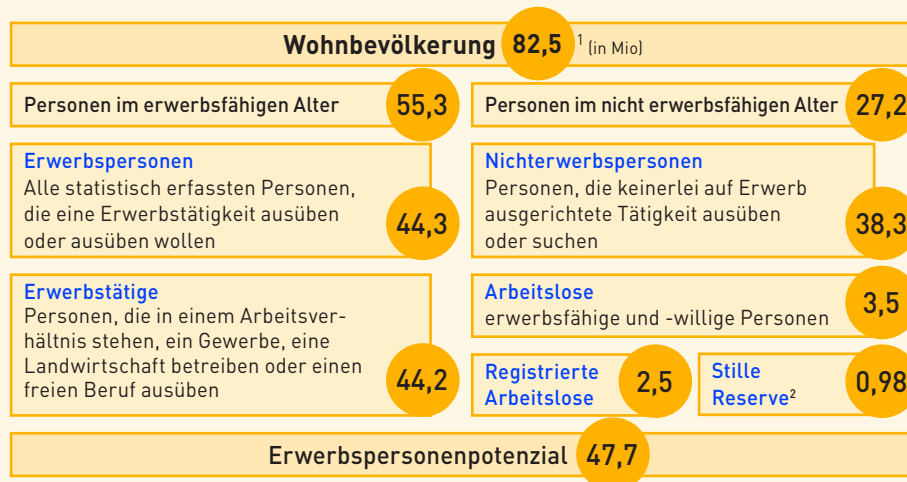 Wohnbevölkerung 82,5 ¹ (in Mio)
Personen im erwerbsfähigen Alter 55,3
Personen im nicht erwerbsfähigen Alter 27,2
Erwerbspersonen
Alle statistisch erfassten Personen,
die eine Erwerbstätigkeit ausüben
oder ausüben wollen
44,3
Nichterwerbspersonen
Personen, die keinerlei auf Erwerb
ausgerichtete Tätigkeit ausüben
oder suchen
38,3
Erwerbstätige
Personen, die in einem Arbeitsver-
hältnis stehen, ein Gewerbe, eine
Landwirtschaft betreiben oder einen
freien Beruf ausüben
44,2
Arbeitslose
erwerbsfähige und -willige Personen
3,5
Registrierte
Arbeitslose
2,5
Stille
Reserve²
0,98
Erwerbspersonenpotenzial 47,7